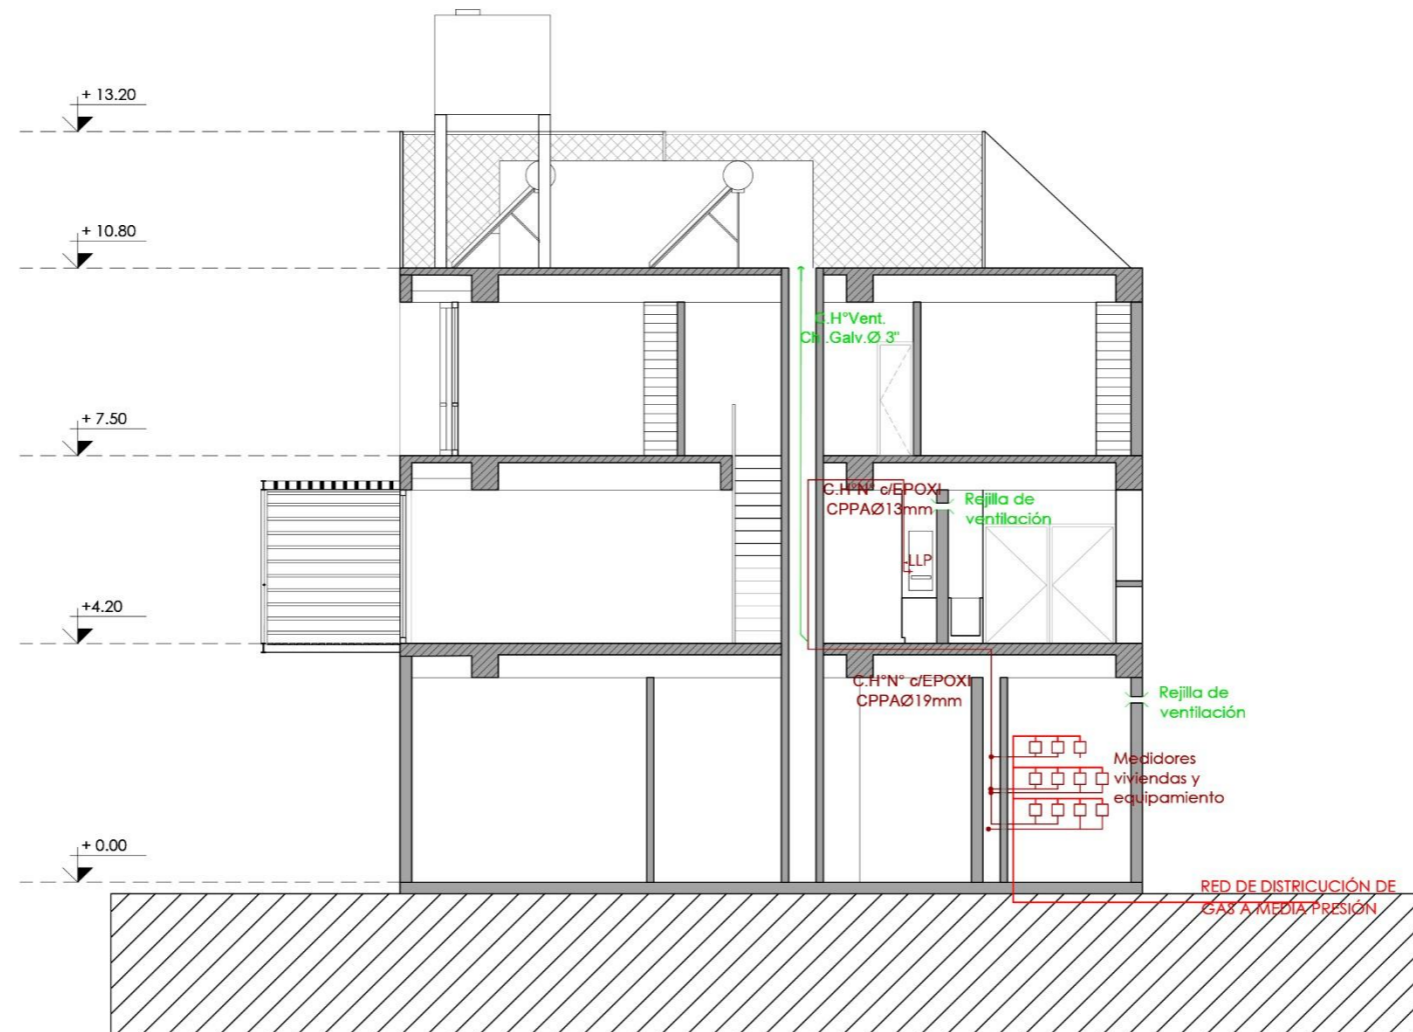 + 13.20
+ 10.80
C.H°Vent.
Ch .Galv.Ø 3"
+ 7.50
C.H°N° c/EPOXI
CPPAØ13mm
Rejilla de
ventilación
LLP
+4.20
C.H°N° c/EPOXI
CPPAØ19mm
Rejilla de
ventilación
Medidores
viviendas y
equipamiento
+ 0.00
RED DE DISTRICUCIÓN DE
GAS A MEDIA PRESIÓN